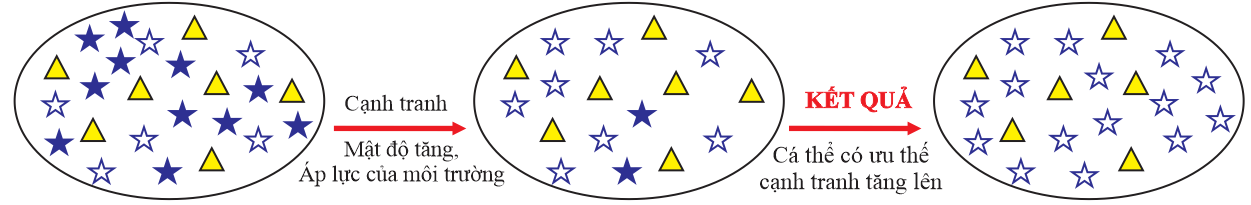 Cạnh tranh
Mật độ tăng,
Áp lực của môi trường
KẾT QUẢ
Cá thể có ưu thế
cạnh tranh tăng lên